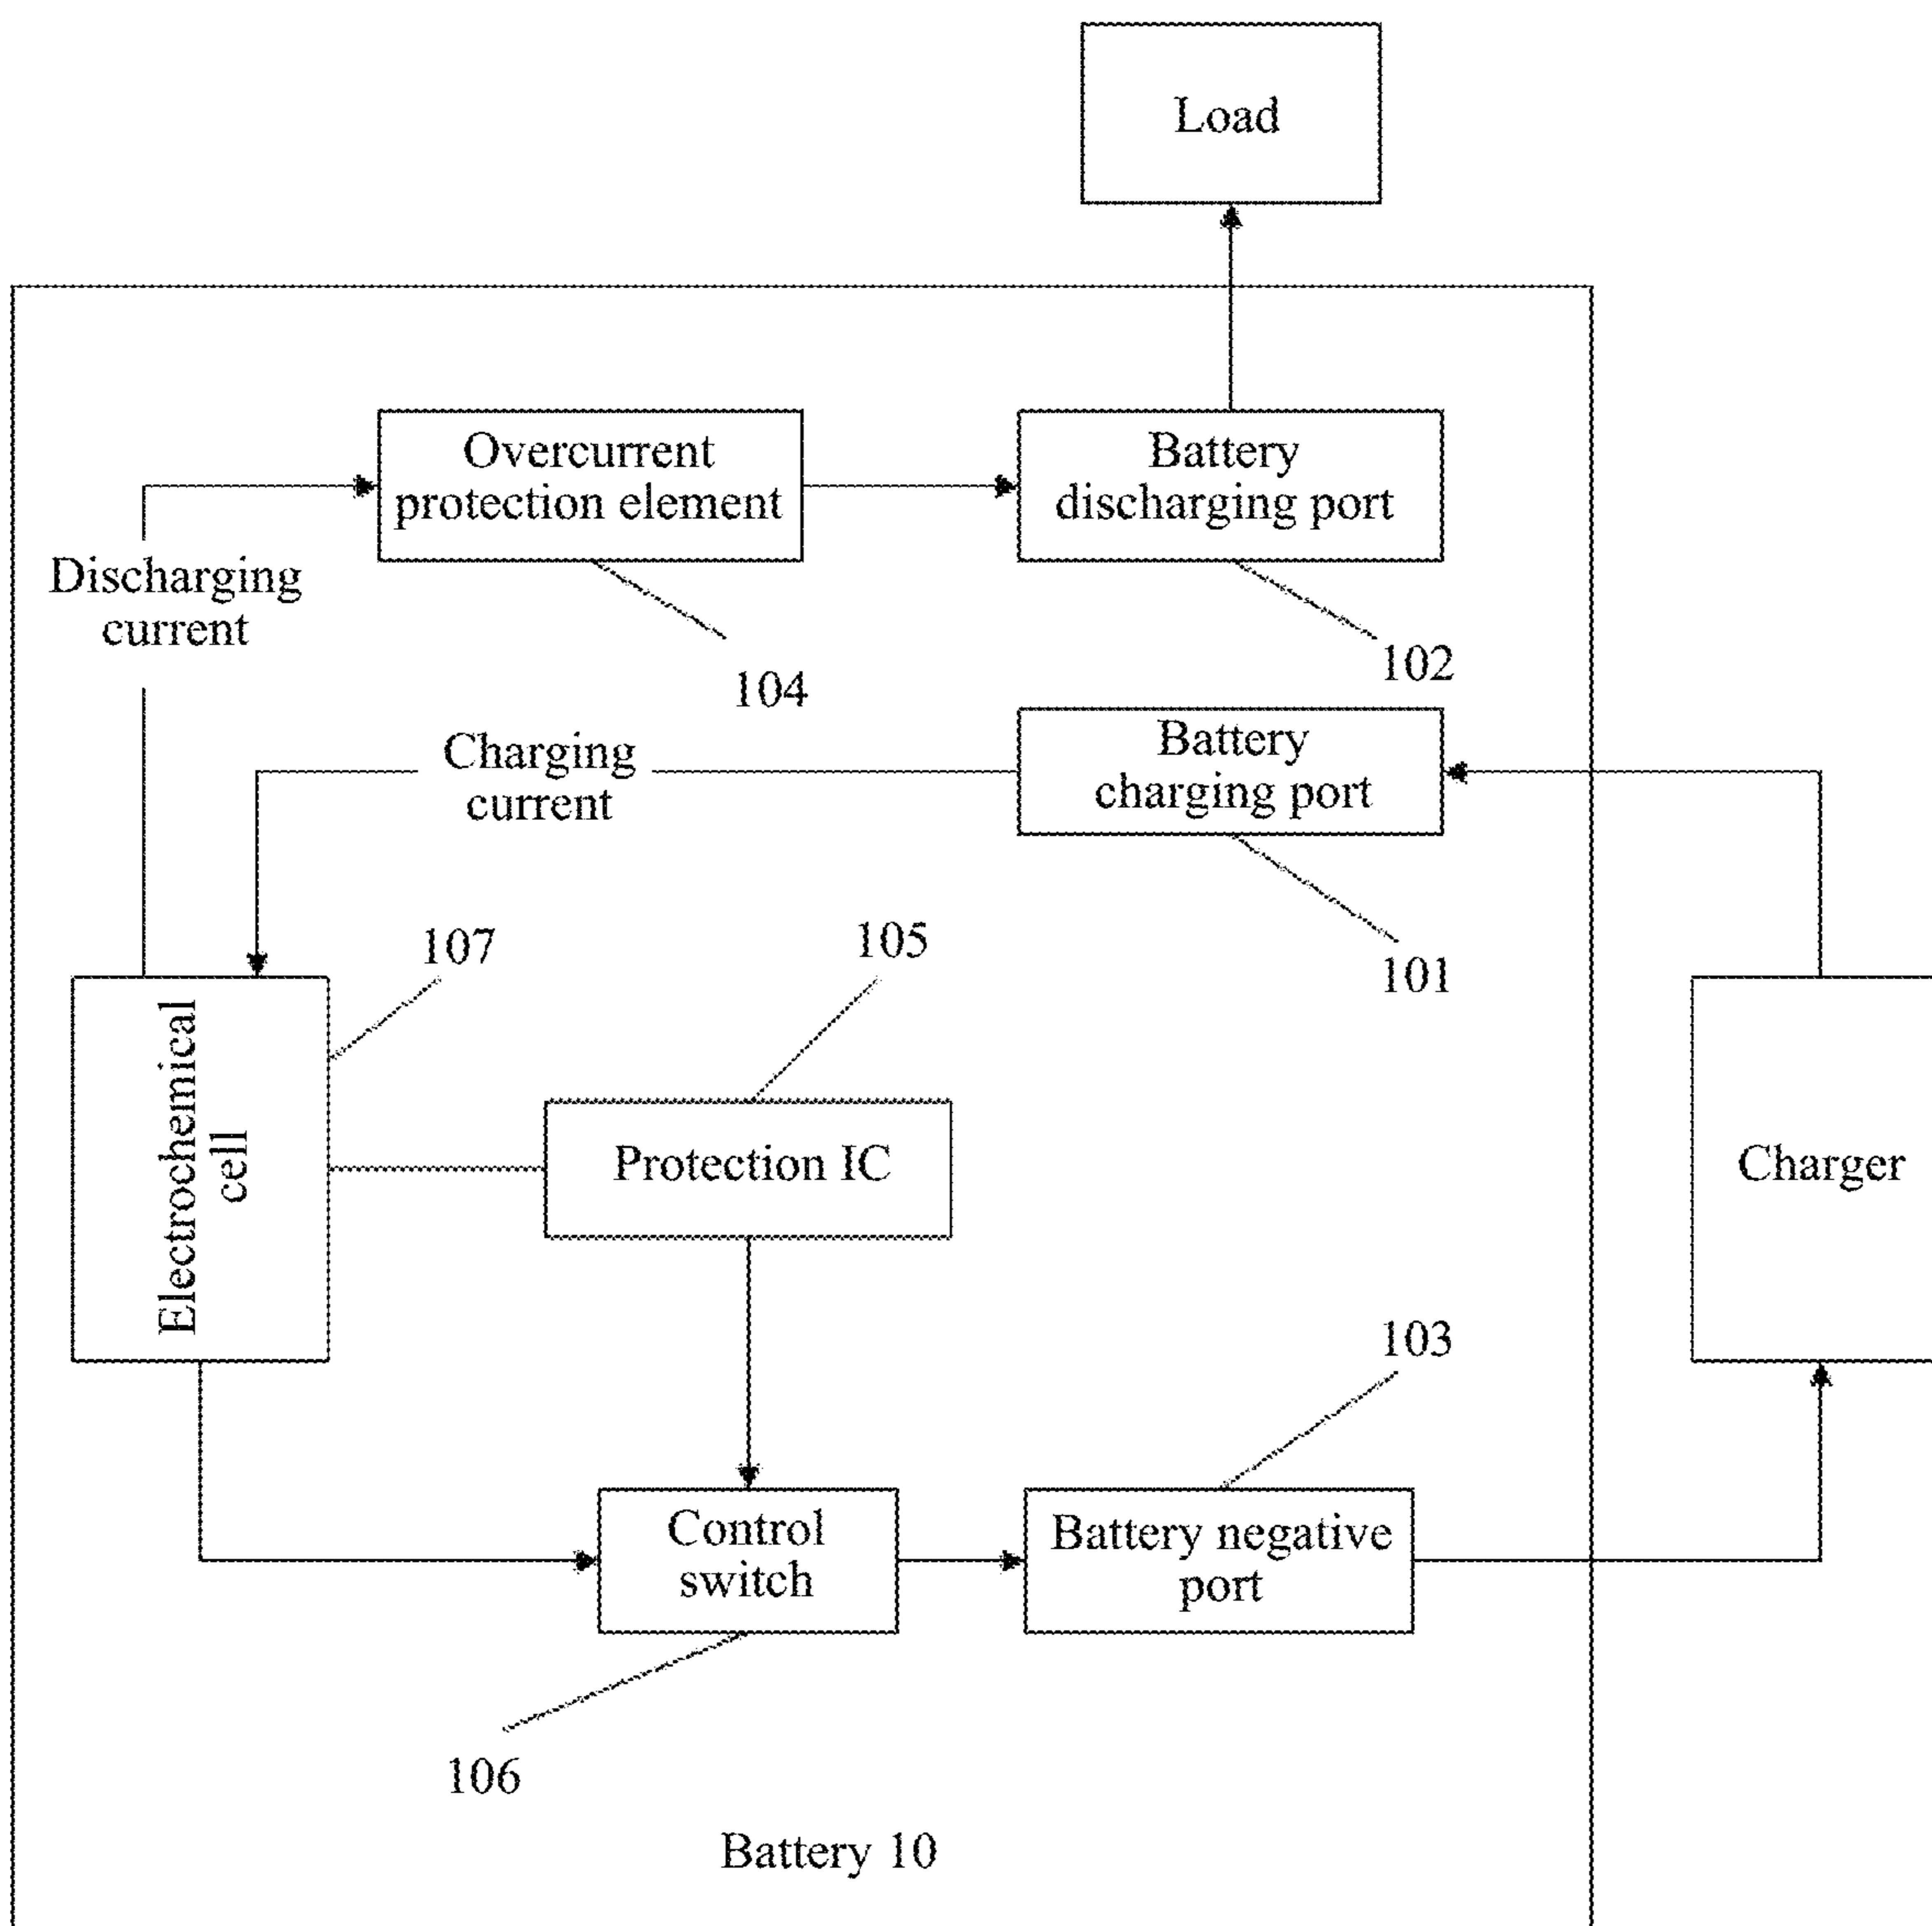 Load
Overcurrent
protection element
Battery
discharging port
Discharging
current
104
102
Charging
current
Battery
charging port
101
107
105
Electrochemical
cell
Protection IC
Charger
103
Control
switch
Battery negative
port
106
Battery 10